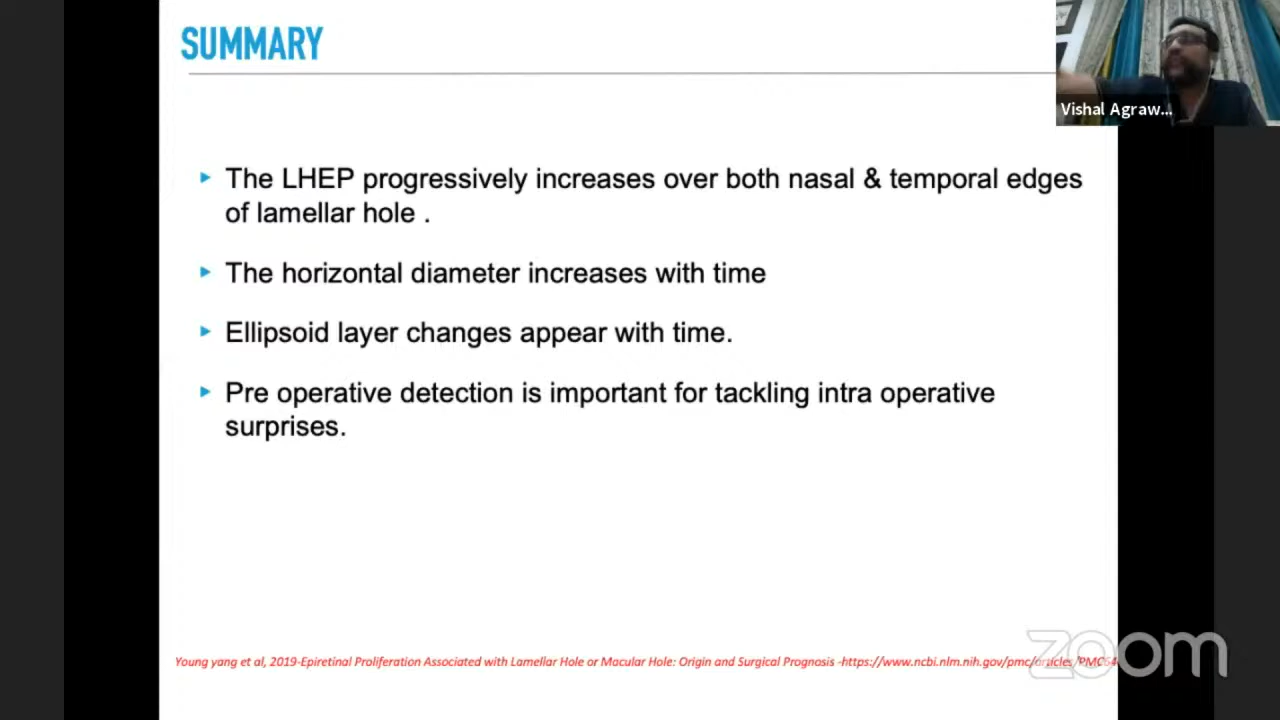 SUMMARY
Vishal Agraw...
The LHEP progressively increases over both nasal & temporal edges
of lamellar hole .
The horizontal diameter increases with time
Ellipsoid layer changes appear with time.
Pre operative detection is important for tackling intra operative
surprises.
Young yang et al, 2019-Epiretinal Proliferation Associated with Lamellar Hole or Macular Hole: Origin and Surgical Prognosis -https://www.ncbi.nlm.nih.gov/pmc/articles/PMC64
zoom